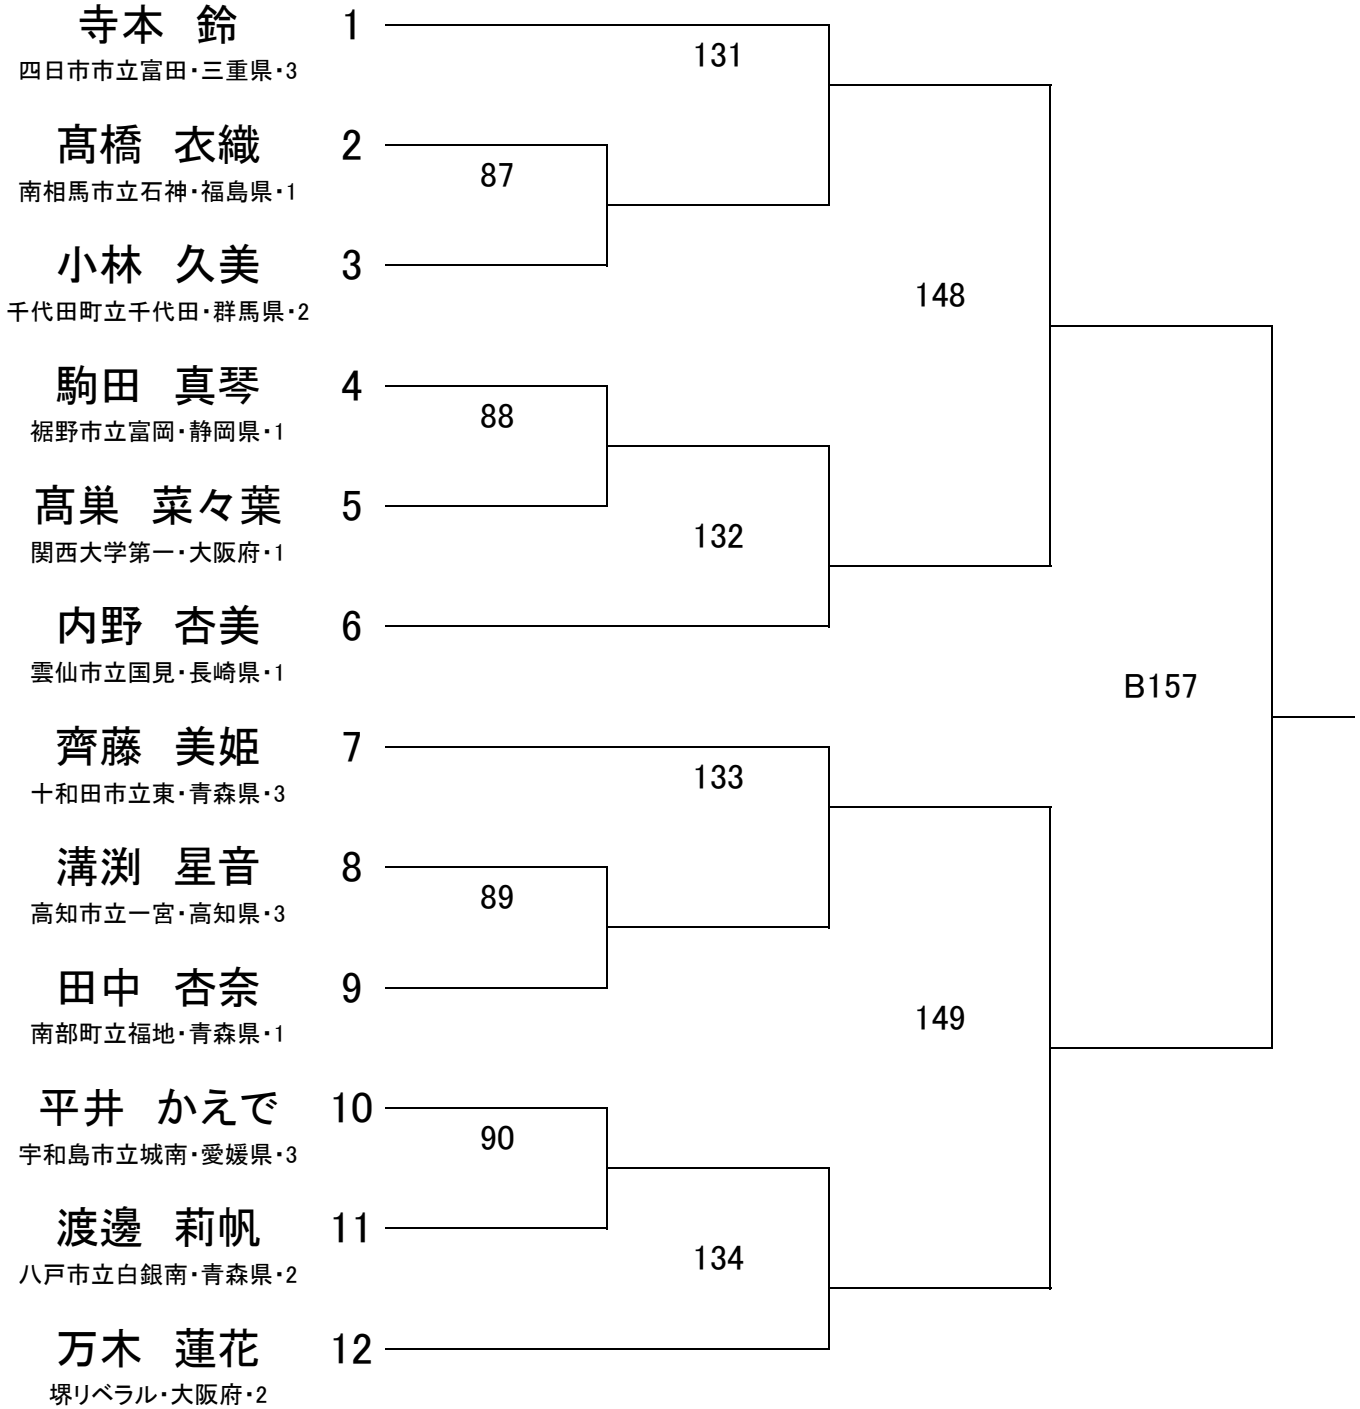 寺本 鈴 1
131
四日市市立富田・三重県・3
髙橋 衣織 2
87
南相馬市立石神・福島県・1
小林 久美 3
148
千代田町立千代田・群馬県・2
駒田 真琴 4
88
裾野市立富岡・静岡県・1
髙巣 菜々葉 5
132
関西大学第一・大阪府・1
内野 杏美 6
雲仙市立国見・長崎県・1
B157
齊藤 美姫 7
133
十和田市立東・青森県・3
溝渕 星音 8
89
高知市立一宮・高知県・3
田中 杏奈 9
149
南部町立福地・青森県・1
平井 かえで 10
90
宇和島市立城南・愛媛県・3
渡邊 莉帆 11
134
八戸市立白銀南・青森県・2
万木 蓮花 12
堺リベラル・大阪府・2